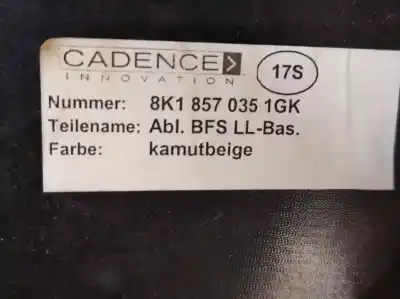 CADENCE
INNOVATION
17S
Nummer: 8K1 857 035 1GK
Teilename: Abl. BFS LL-Bas.
Farbe: kamutbeige